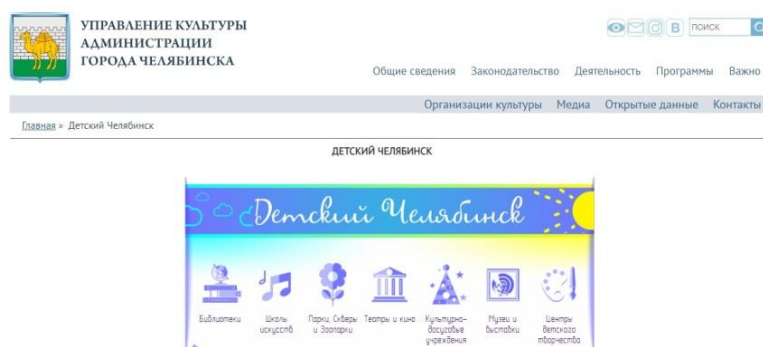 УПРАВЛЕНИЕ КУЛЬТУРЫ
АДМИНИСТРАЦИИ
ГОРОДА ЧЕЛЯБИНСКА
В поиск
Общие сведения Законодательство Деятельность Программы Важно
Организации культуры Медиа Открытые данные Контакты
Главная » Детский Челябинск
ДЕТСКИЙ ЧЕЛЯБИНСК
Детский Челябинск
Библиотеки
Школы
искусств
Парки, Скверы
и Зоопарки
Театры и кино
Культурно-
досуговые
учреждения
Музеи и
выставки
Центры
детского
творчества